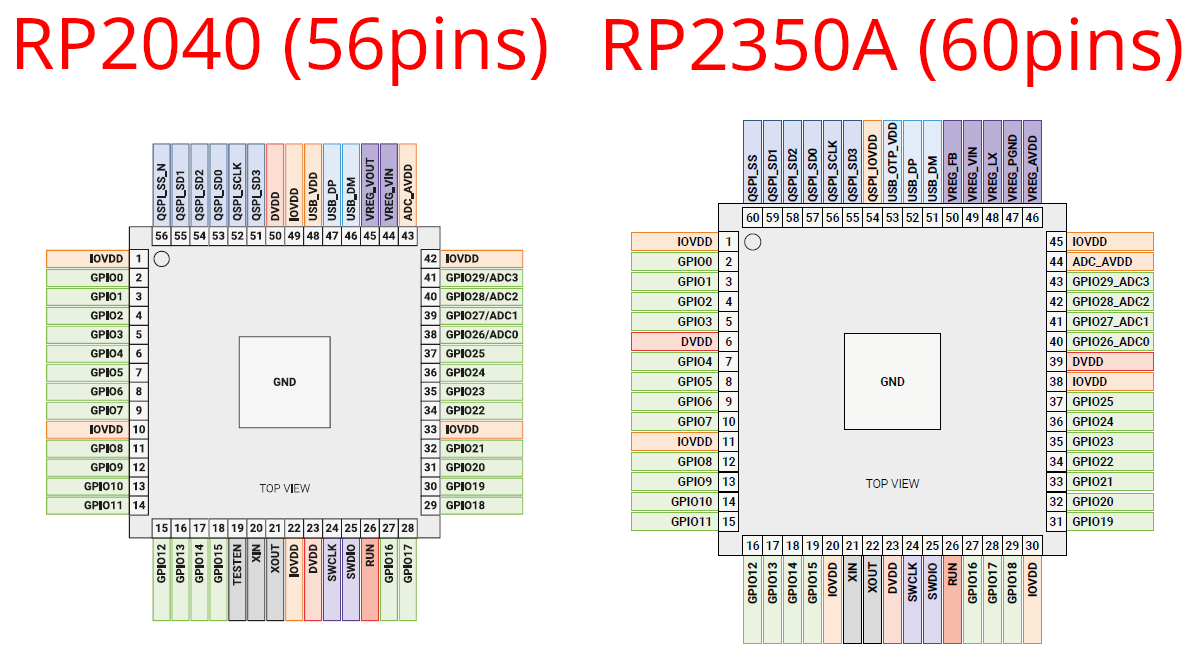 RP2040 (56pins)
RP2350A (60pins)
QSPI_SS_N
QSPI_SD1
QSPI_SD2
QSPI_SD0
QSPI_SCLK
QSPI_SD3
DVDD
IOVDD
USB_VDD
USB_DP
USB_DM
VREG_VOUT
VREG_VIN
ADC_AVDD
56 55 54 53 52 51 50 49 48 47 46 45 44 43
IOVDD 1
GPIO0 2
GPIO1 3
GPIO2 4
GPIO3 5
GPIO4 6
GPIO5 7
GPIO6 8
GPIO7 9
IOVDD 10
GPIO8 11
GPIO9 12
GPIO10 13
GPIO11 14
42 IOVDD
41 GPIO29/ADC3
40 GPIO28/ADC2
39 GPIO27/ADC1
38 GPIO26/ADC0
37 GPIO25
36 GPIO24
35 GPIO23
34 GPIO22
33 IOVDD
32 GPIO21
31 GPIO20
30 GPIO19
29 GPIO18
GND
TOP VIEW
15 16 17 18 19 20 21 22 23 24 25 26 27 28
GPIO12
GPIO13
GPIO14
GPIO15
TESTEN
XIN
XOUT
IOVDD
DVDD
SWCLK
SWDIO
RUN
GPIO16
GPIO17
QSPI_SS
QSPI_SD1
QSPI_SD2
QSPI_SD0
QSPI_SCLK
QSPI_SD3
QSPI_IOVDD
USB_OTP_VDD
USB_DP
USB_DM
VREG_FB
VREG_VIN
VREG_LX
VREG_PGND
VREG_AVDD
60 59 58 57 56 55 54 53 52 51 50 49 48 47 46
IOVDD 1
GPIO0 2
GPIO1 3
GPIO2 4
GPIO3 5
DVDD 6
GPIO4 7
GPIO5 8
GPIO6 9
GPIO7 10
IOVDD 11
GPIO8 12
GPIO9 13
GPIO10 14
GPIO11 15
45 IOVDD
44 ADC_AVDD
43 GPIO29_ADC3
42 GPIO28_ADC2
41 GPIO27_ADC1
40 GPIO26_ADC0
39 DVDD
38 IOVDD
37 GPIO25
36 GPIO24
35 GPIO23
34 GPIO22
33 GPIO21
32 GPIO20
31 GPIO19
GND
TOP VIEW
16 17 18 19 20 21 22 23 24 25 26 27 28 29 30
GPIO12
GPIO13
GPIO14
GPIO15
IOVDD
XIN
XOUT
DVDD
SWCLK
SWDIO
RUN
GPIO16
GPIO17
GPIO18
IOVDD